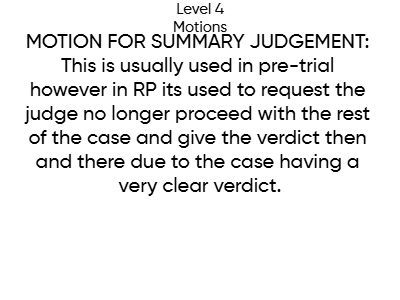 Level 4
Motions
MOTION FOR SUMMARY JUDGEMENT:
This is usually used in pre-trial
however in RP its used to request the
judge no longer proceed with the rest
of the case and give the verdict then
and there due to the case having a
very clear verdict.